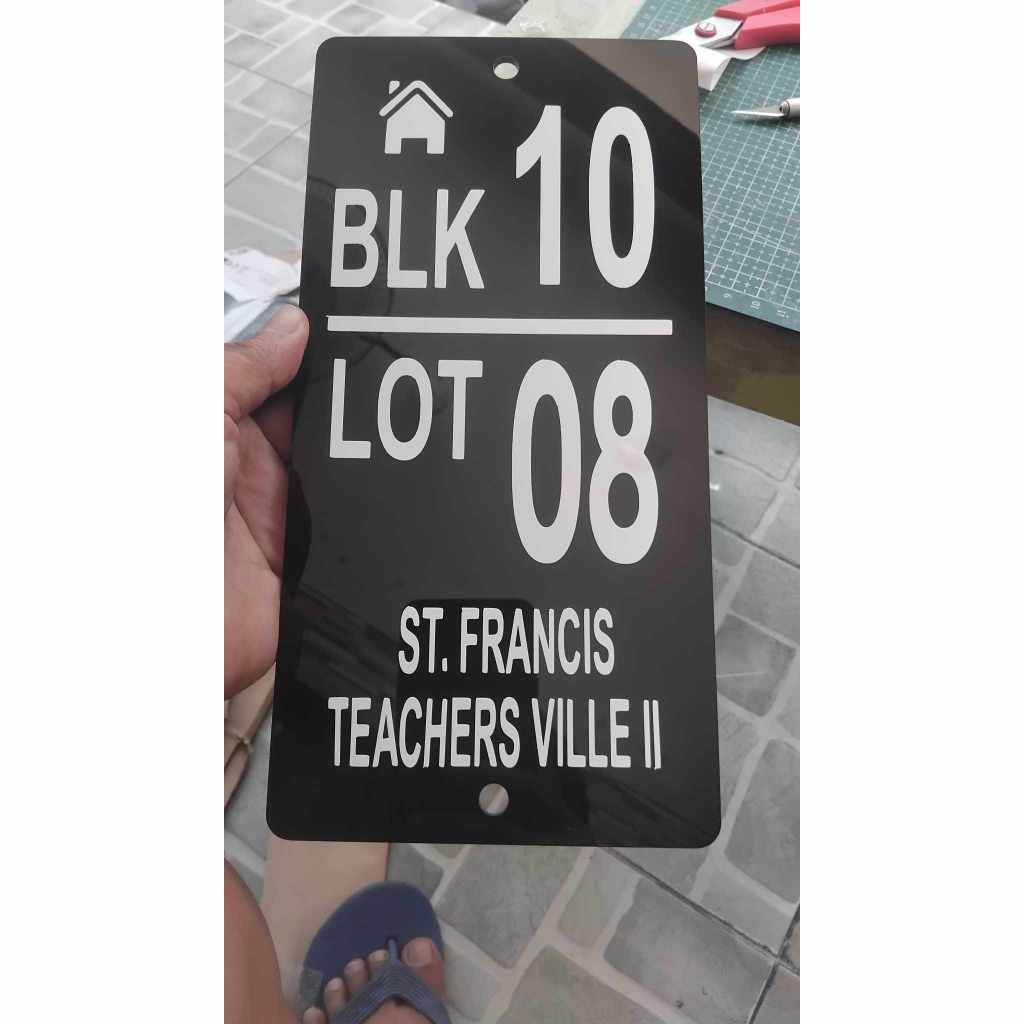 BLK 10
LOT 08
ST. FRANCIS
TEACHERS VILLE II